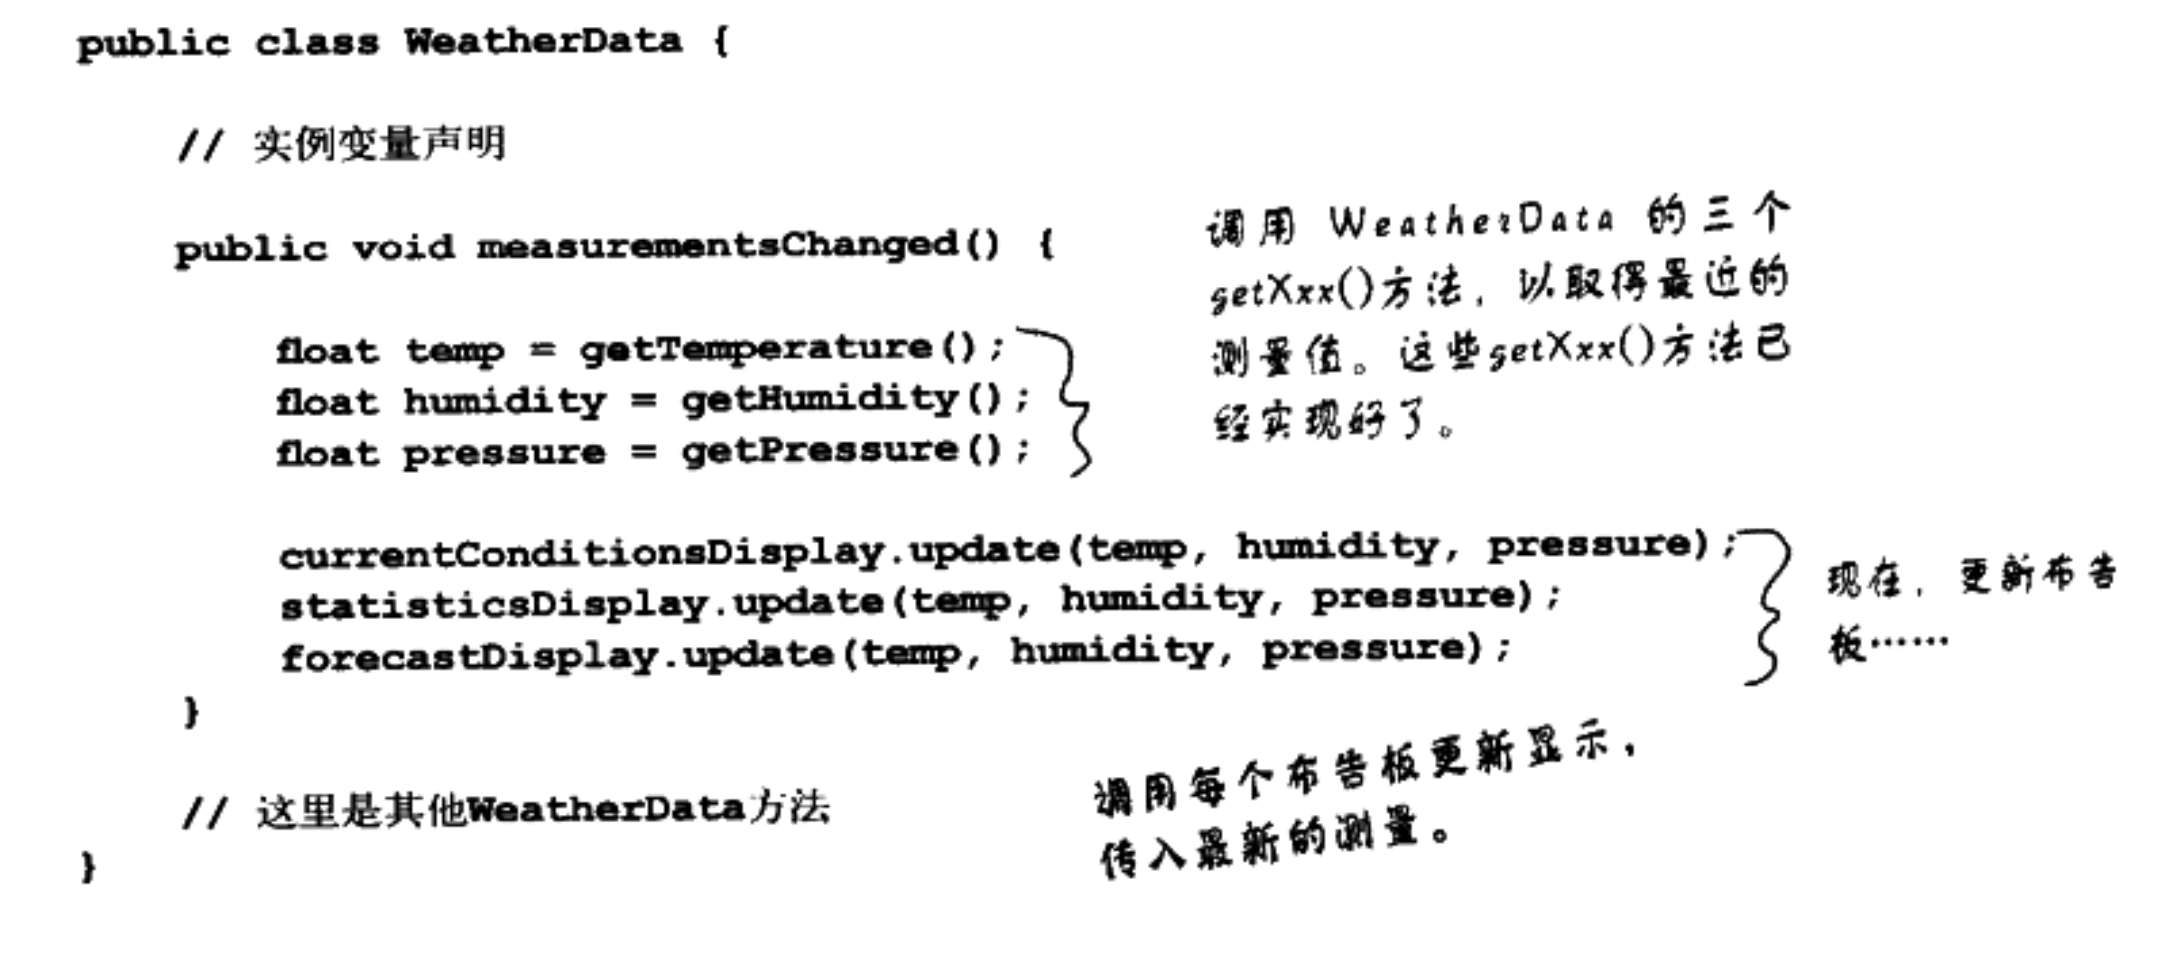 public class WeatherData {
// 实例变量声明
public void measurementsChanged() {
float temp = getTemperature();
float humidity = getHumidity();
float pressure = getPressure();
调用 WeatherData 的三个
getXxx()方法，以取得最近的
测量值。这些getXxx()方法已
经实现好了。
currentConditionsDisplay.update(temp, humidity, pressure);
statisticsDisplay.update(temp, humidity, pressure);
forecastDisplay.update(temp, humidity, pressure);
现在，更新布告
板……
}
// 这里是其他WeatherData方法
}
调用每个布告板更新显示，
传入最新的测量。